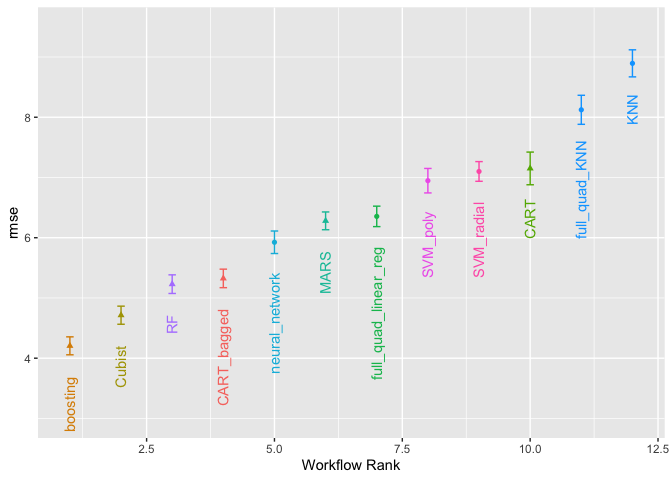 rmse
8
6
4
boosting
Cubist
RF
CART_bagged
neural_network
MARS
full_quad_linear_reg
SVM_poly
SVM_radial
CART
full_quad_KNN
KNN
2.5
5.0
7.5
10.0
12.5
Workflow Rank